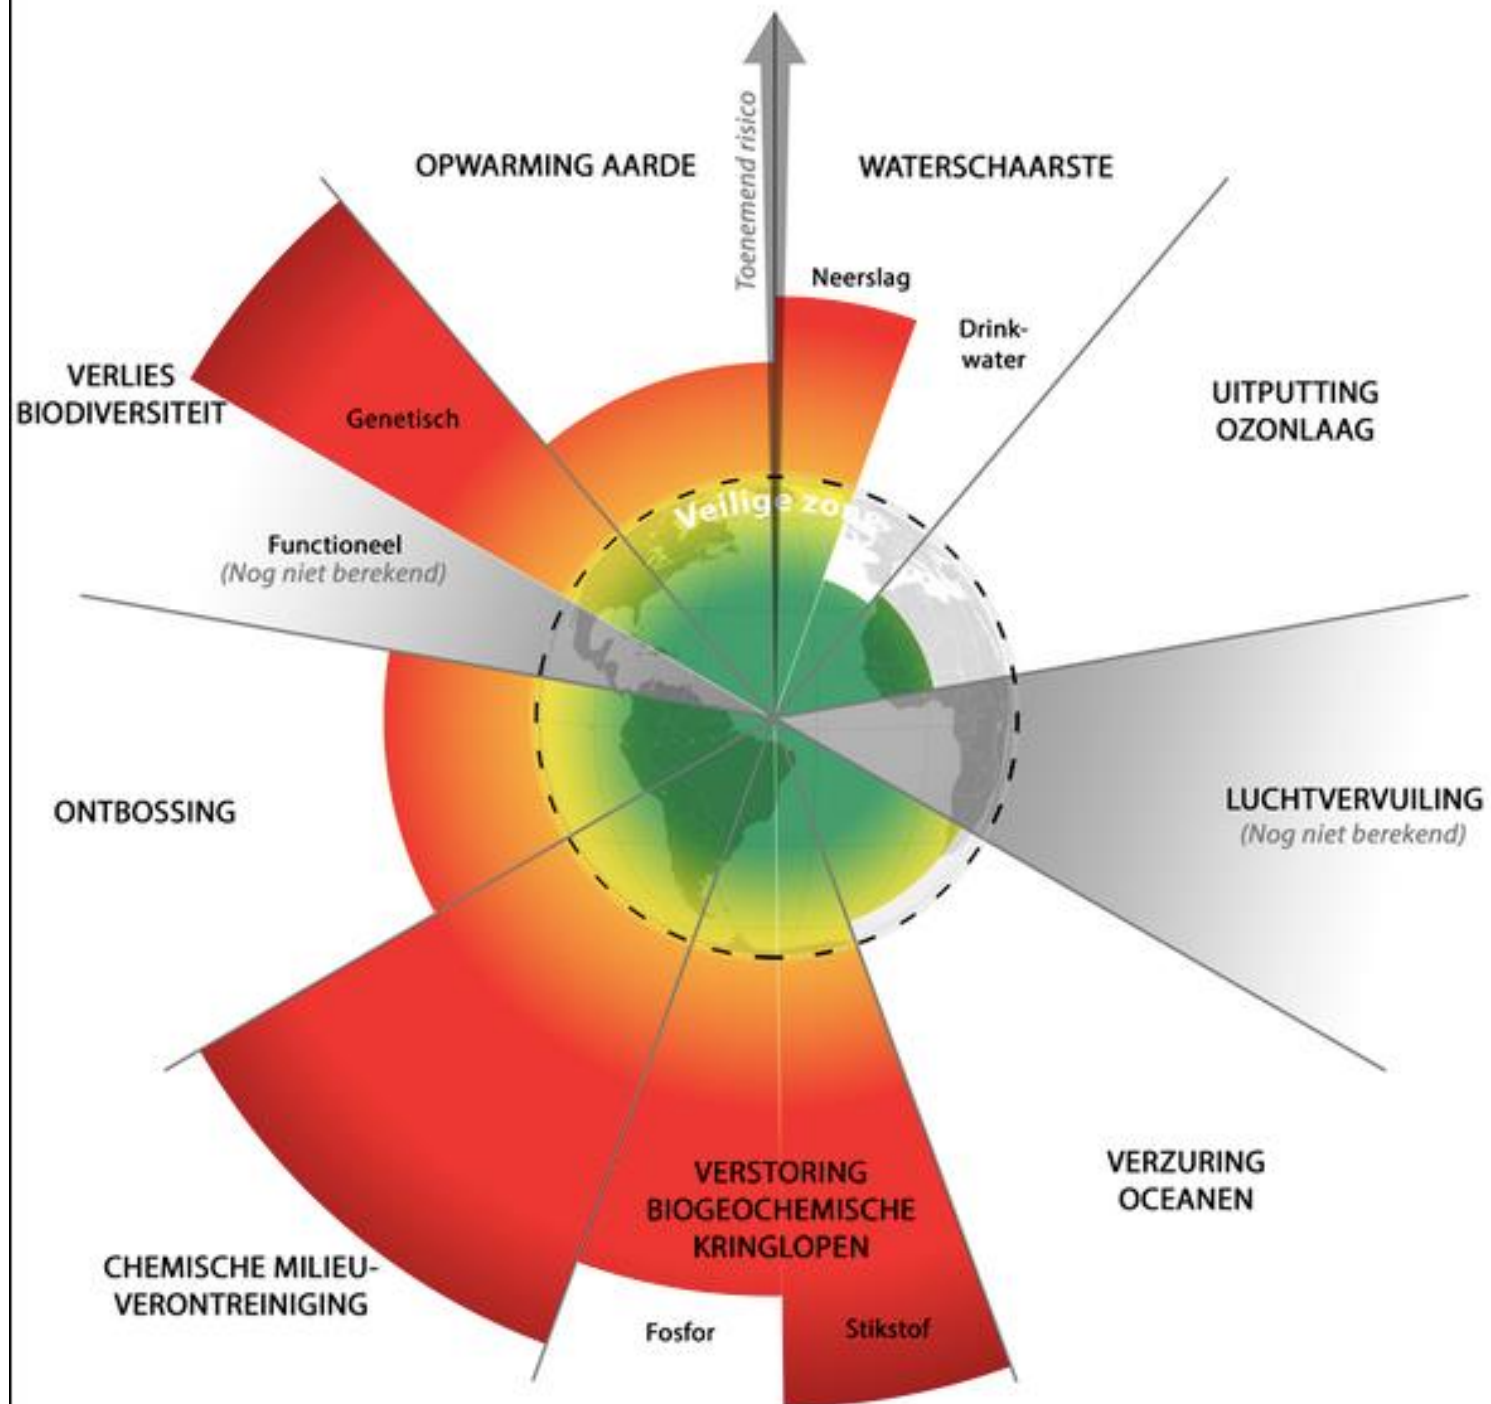 Toenemend risico
OPWARMING AARDE
WATERSCHAARSTE
Neerslag
Drink-
water
VERLIES
BIODIVERSITEIT
Genetisch
UITPUTTING
OZONLAAG
Veilige zone
Functioneel
(Nog niet berekend)
ONTBOSSING
LUCHTVERVUILING
(Nog niet berekend)
VERZURING
OCEANEN
VERSTORING
BIOGEOCHEMISCHE
KRINGLOPEN
CHEMISCHE MILIEU-
VERONTREINIGING
Fosfor
Stikstof